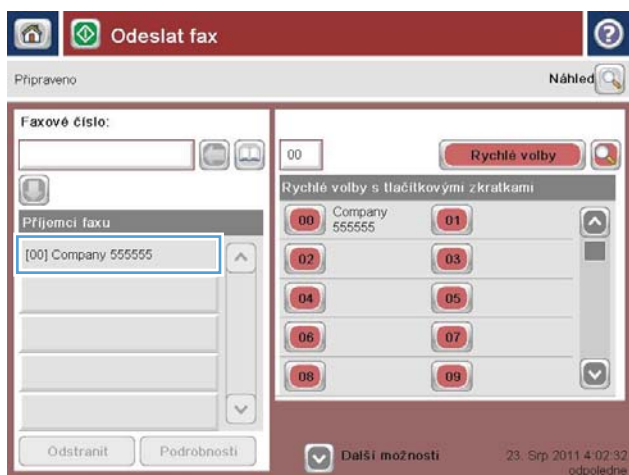 Odeslat fax
Připraveno
Náhled
Faxové číslo:
00
Rychlé volby
Rychlé volby s tlačítkovými zkratkami
Příjemci faxu
[00] Company 555555
00 Company 555555
01
02
03
04
05
06
07
08
09
Odstranit
Podrobnosti
Další možnosti
23. Srp 2011 4:02:32
odpoledne